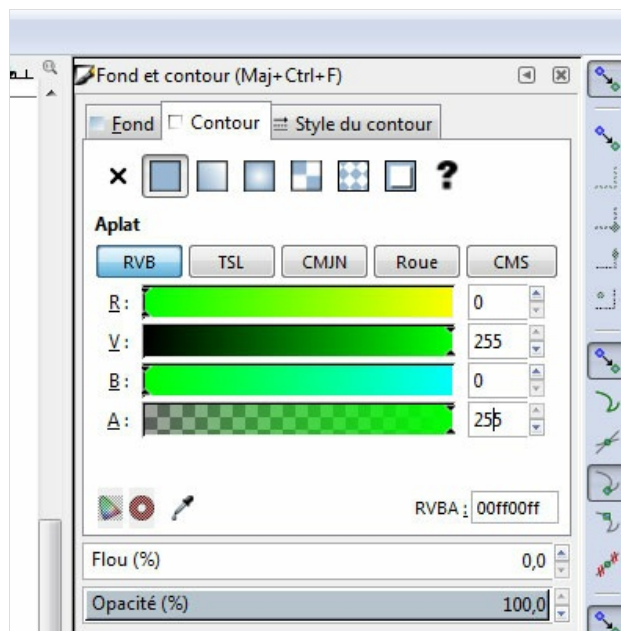 Fond et contour (Maj+Ctrl+F)
Fond Contour Style du contour
?
Aplat
RVB TSL CMJN Roue CMS
R : 0
V : 255
B : 0
A : 255
RVBA : 00ff00ff
Flou (%) 0,0
Opacité (%) 100,0